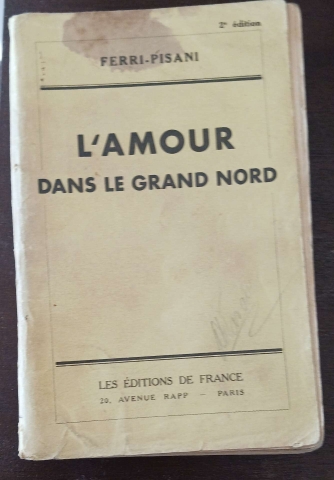 2ᵉ édition
FERRI-PISANI
L'AMOUR
DANS LE GRAND NORD
LES ÉDITIONS DE FRANCE
20, AVENUE RAPP — PARIS